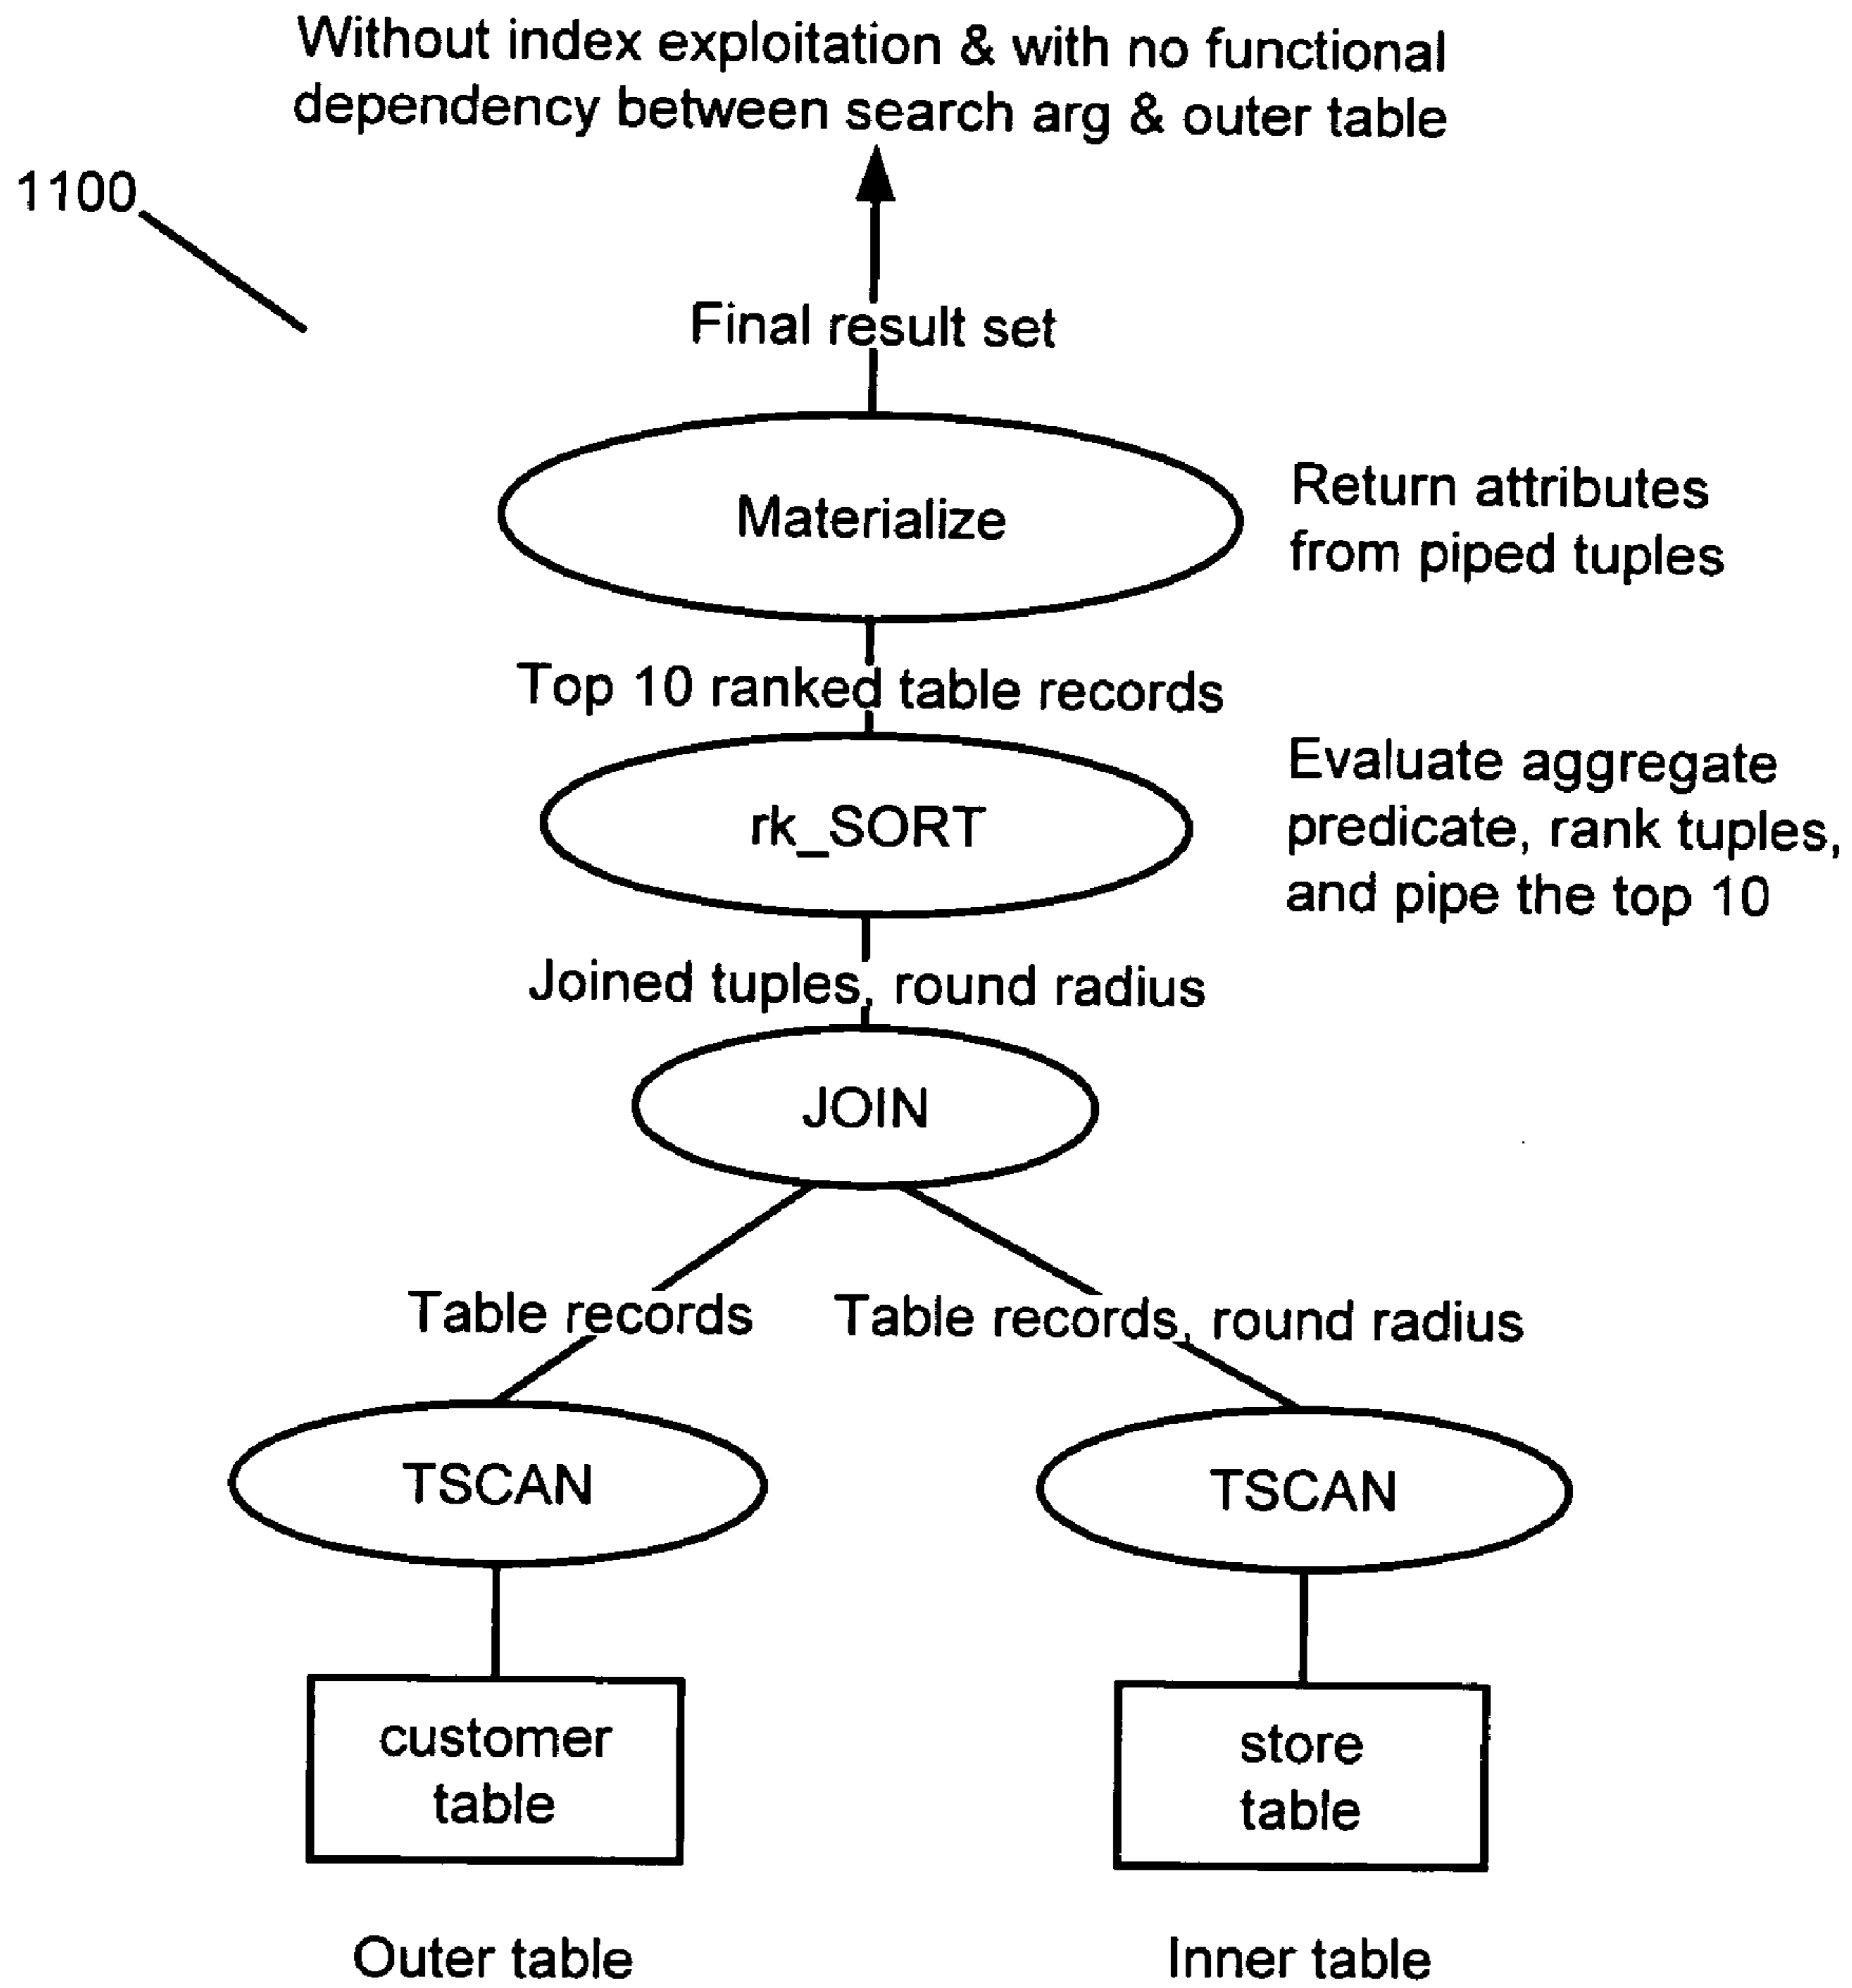 Without index exploitation & with no functional
dependency between search arg & outer table
1100
Final result set
Materialize
Return attributes
from piped tuples
Top 10 ranked table records
rk_SORT
Evaluate aggregate
predicate, rank tuples,
and pipe the top 10
Joined tuples, round radius
JOIN
Table records
Table records, round radius
TSCAN
TSCAN
customer
table
store
table
Outer table
Inner table